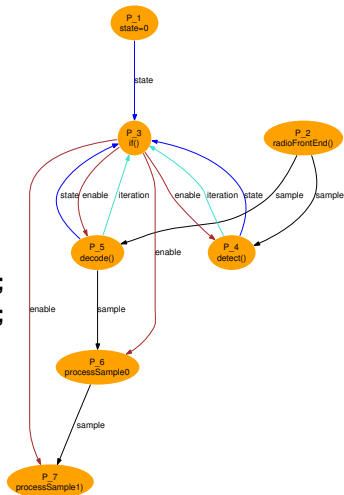 P_1
state=0
state
P_3
if()
P_2
radioFrontEnd()
state
enable
iteration
enable
iteration
state
sample
sample
P_5
decode()
P_4
detect()
enable
enable
sample
P_6
processSample0
sample
P_7
processSample1)